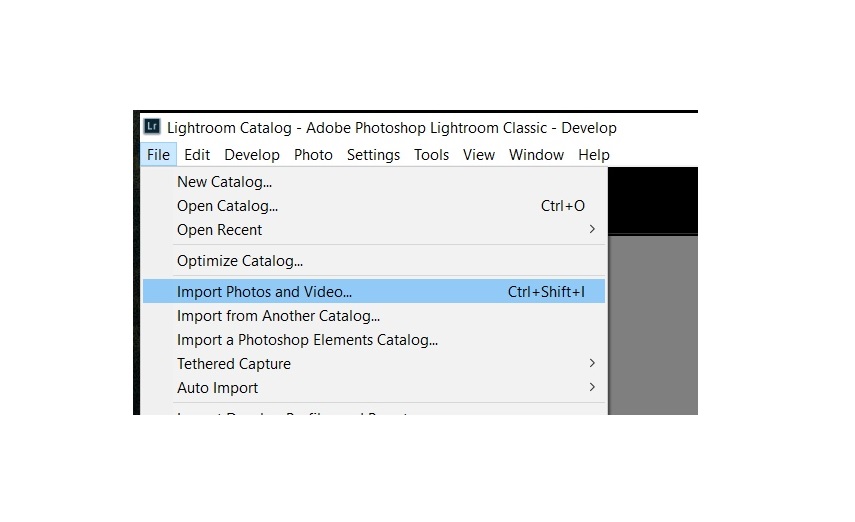 Lr Lightroom Catalog - Adobe Photoshop Lightroom Classic - Develop
File Edit Develop Photo Settings Tools View Window Help
New Catalog...
Open Catalog... Ctrl+O
Open Recent >
Optimize Catalog...
Import Photos and Video... Ctrl+Shift+I
Import from Another Catalog...
Import a Photoshop Elements Catalog...
Tethered Capture >
Auto Import >